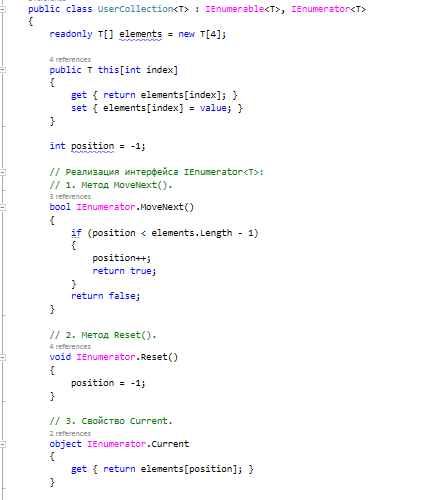 public class UserCollection<T> : IEnumerable<T>, IEnumerator<T>
{
readonly T[] elements = new T[4];
4 references
public T this[int index]
{
get { return elements[index]; }
set { elements[index] = value; }
}
int position = -1;
// Реализация интерфейса IEnumerator<T>:
// 1. Метод MoveNext().
3 references
bool IEnumerator.MoveNext()
{
if (position < elements.Length - 1)
{
position++;
return true;
}
return false;
}
// 2. Метод Reset().
4 references
void IEnumerator.Reset()
{
position = -1;
}
// 3. Свойство Current.
2 references
object IEnumerator.Current
{
get { return elements[position]; }
}